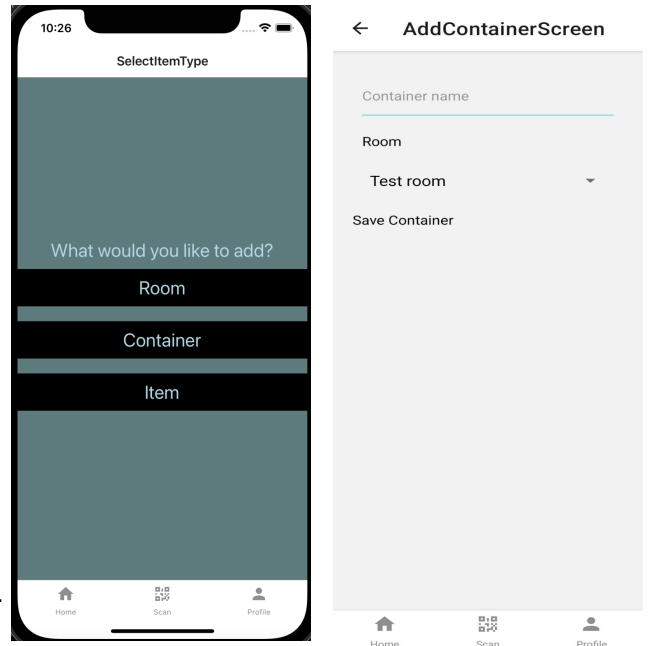 10:26
SelectItemType
What would you like to add?
Room
Container
Item
Home Scan Profile
AddContainerScreen
Container name
Room
Test room
Save Container
Home Scan Profile